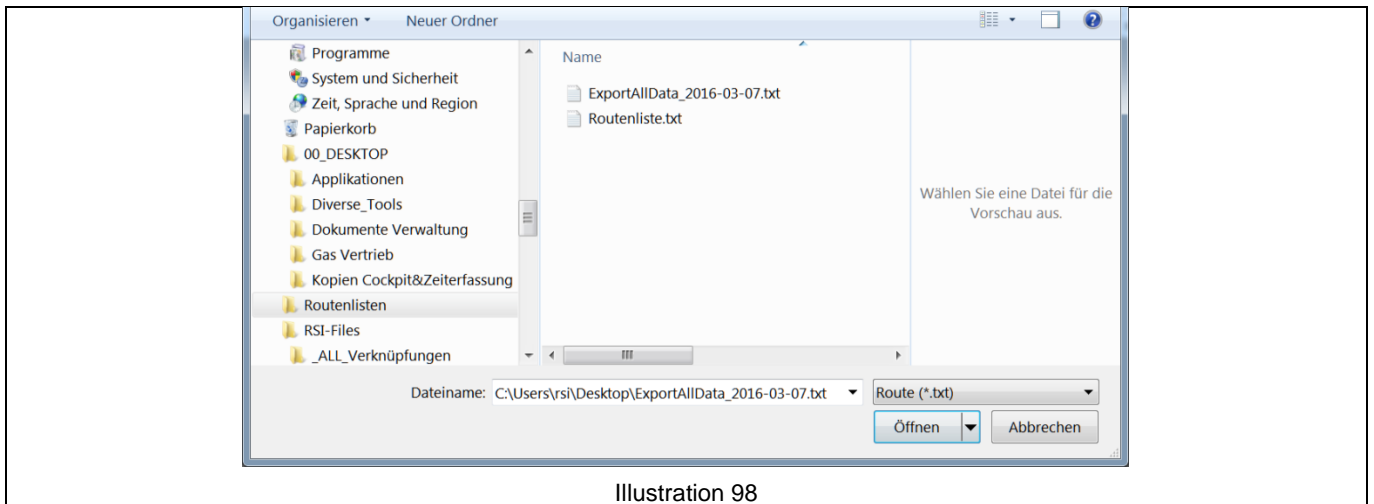 Organisieren Neuer Ordner
Programme
System und Sicherheit
Zeit, Sprache und Region
Papierkorb
00_DESKTOP
Applikationen
Diverse_Tools
Dokumente Verwaltung
Gas Vertrieb
Kopien Cockpit&Zeiterfassung
Routenlisten
RSI-Files
_ALL_Verknüpfungen
Name
ExportAllData_2016-03-07.txt
Routenliste.txt
Wählen Sie eine Datei für die
Vorschau aus.
Dateiname: C:\Users\rsi\Desktop\ExportAllData_2016-03-07.txt Route (*.txt)
Öffnen Abbrechen
Illustration 98